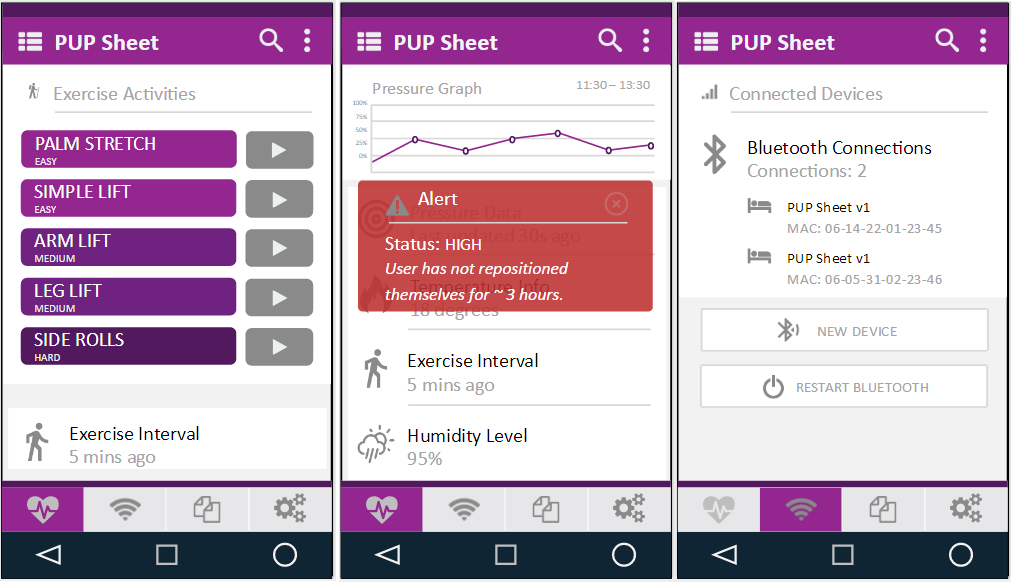 PUP Sheet
Exercise Activities
PALM STRETCH
EASY
SIMPLE LIFT
EASY
ARM LIFT
MEDIUM
LEG LIFT
MEDIUM
SIDE ROLLS
HARD
Exercise Interval
5 mins ago
PUP Sheet
Pressure Graph
11:30 – 13:30
100%
75%
50%
25%
0%
Alert
Pressure Data
Last updated 30s ago
Status: HIGH
User has not repositioned
Temperature Info
themselves for ~ 3 hours.
18 degrees
Exercise Interval
5 mins ago
Humidity Level
95%
PUP Sheet
Connected Devices
Bluetooth Connections
Connections: 2
PUP Sheet v1
MAC: 06-14-22-01-23-45
PUP Sheet v1
MAC: 06-05-31-02-23-46
NEW DEVICE
RESTART BLUETOOTH